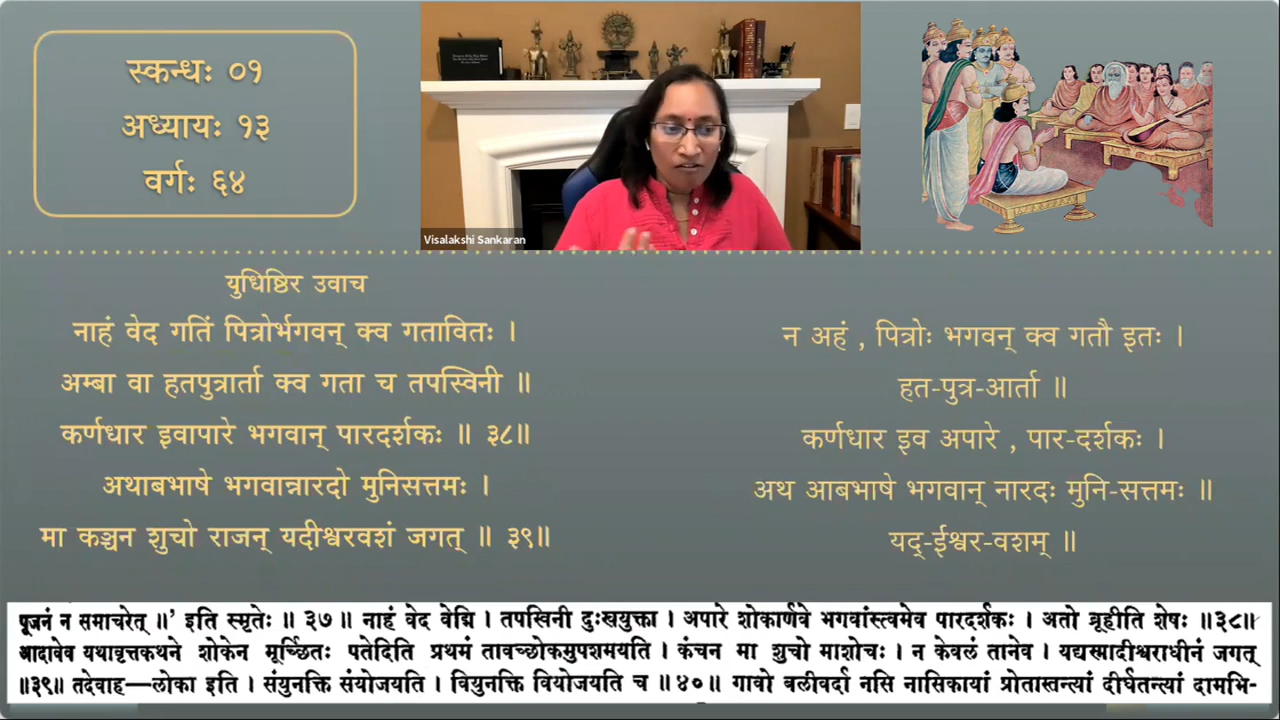 स्कन्धः ०१
अध्यायः १३
वर्गः ६४
Visalakshi Sankaran
युधिष्ठिर उवाच
नाहं वेद गतिं पित्रोर्भगवन् क्व गतावितः ।
अम्बा वा हतपुत्रार्ता क्व गता च तपस्विनी ॥
कर्णधार इवापारे भगवान् पारदर्शकः ॥ ३८॥
अथाबभाषे भगवान्नारदो मुनिसत्तमः ।
मा कञ्चन शुचो राजन् यदीश्वरवशं जगत् ॥ ३९॥
न अहं , पित्रोः भगवन् क्व गतौ इतः ।
हत-पुत्र-आर्ता ॥
कर्णधार इव अपारे , पार-दर्शकः ।
अथ आबभाषे भगवान् नारदः मुनि-सत्तमः ॥
यद्-ईश्वर-वशम् ॥
पूजनं न समाचरेत् ॥' इति स्मृतेः ॥ ३७ ॥ नाहं वेद वेद्मि । तपस्विनी दुःखयुक्ता । अपारे शोकार्णवे भगवांस्त्वमेव पारदर्शकः । अतो ब्रूहीति शेषः ॥३८॥
आदावेव यथावृत्तकथने शोकेन मूर्च्छितः पतेदिति प्रथमं तावच्छोकमुपशमयति । कंचन मा शुचो माशोचः । न केवलं तानेव । यद्यस्मादीश्वराधीनं जगत्
॥३९॥ तदेवाह—लोका इति । संयुनक्ति संयोजयति । वियुनक्ति वियोजयति च ॥ ४० ॥ गावो बलीवर्दा नसि नासिकायां प्रोतास्तन्त्यां दीर्घतन्त्यां दामभि-